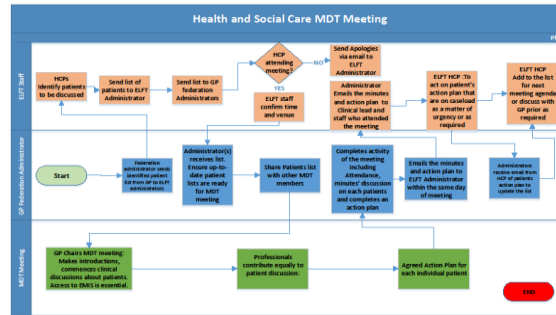 Health and Social Care MDT Meeting
ELFT Staff
HCPs
Identify patients
to be discussed
Send list of
patients to ELFT
Administrator
Send list to GP
federation
Administrators
HCP
attending
meeting?
NO
YES
Send Apologies
via email to
ELFT
Administrator
ELFT staff
confirm time
and venue
Administrator
Emails the minutes
and action plan to
Clinical lead and
staff who attended
the meeting
ELFT HCP :To
act on patient's
action plan that
are on caseload
as a matter of
urgency or as
required
ELFT HCP
Add to the list
for next
meeting agenda
or discuss with
GP prior as
required
GP Federation Administrator
Start
Federation
administrator sends
identified patient
list from GP to ELFT
administrators
Administrator(s)
receives list.
Ensure up-to-
date patient
lists are ready
for MDT
meeting
Share Patients list
with other MDT
members
Completes activity
of the meeting
including
Attendance,
minutes' discussion
on each patients
and completes an
action plan
Emails the minutes
and action plan to
ELFT Administrator
within the same day
of meeting
Administrators
receive email from
HCP of patients
action plan to
update the list
MDT Meeting
GP Chairs MDT meeting:
Makes introductions,
commences clinical
discussions about patients.
Access to EMIS is essential.
Professionals
contribute equally to
patient discussion:
Agreed Action Plan for
each individual patient
END